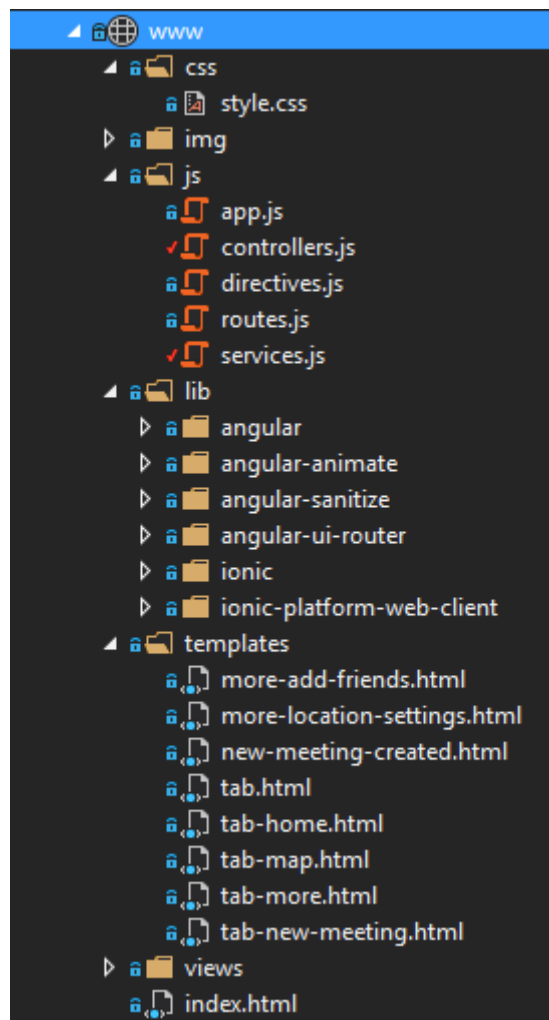 www
css
style.css
img
js
app.js
controllers.js
directives.js
routes.js
services.js
lib
angular
angular-animate
angular-sanitize
angular-ui-router
ionic
ionic-platform-web-client
templates
more-add-friends.html
more-location-settings.html
new-meeting-created.html
tab.html
tab-home.html
tab-map.html
tab-more.html
tab-new-meeting.html
views
index.html